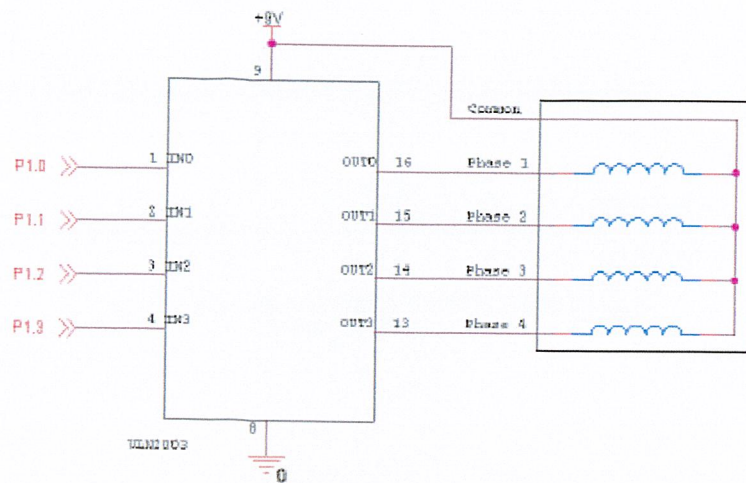 +9V
9
Common
P1.0
1 IN0
OUT0 16
Phase 1
P1.1
2 IN1
OUT1 15
Phase 2
P1.2
3 IN2
OUT2 14
Phase 3
P1.3
4 IN3
OUT3 13
Phase 4
8
ULN2003
0